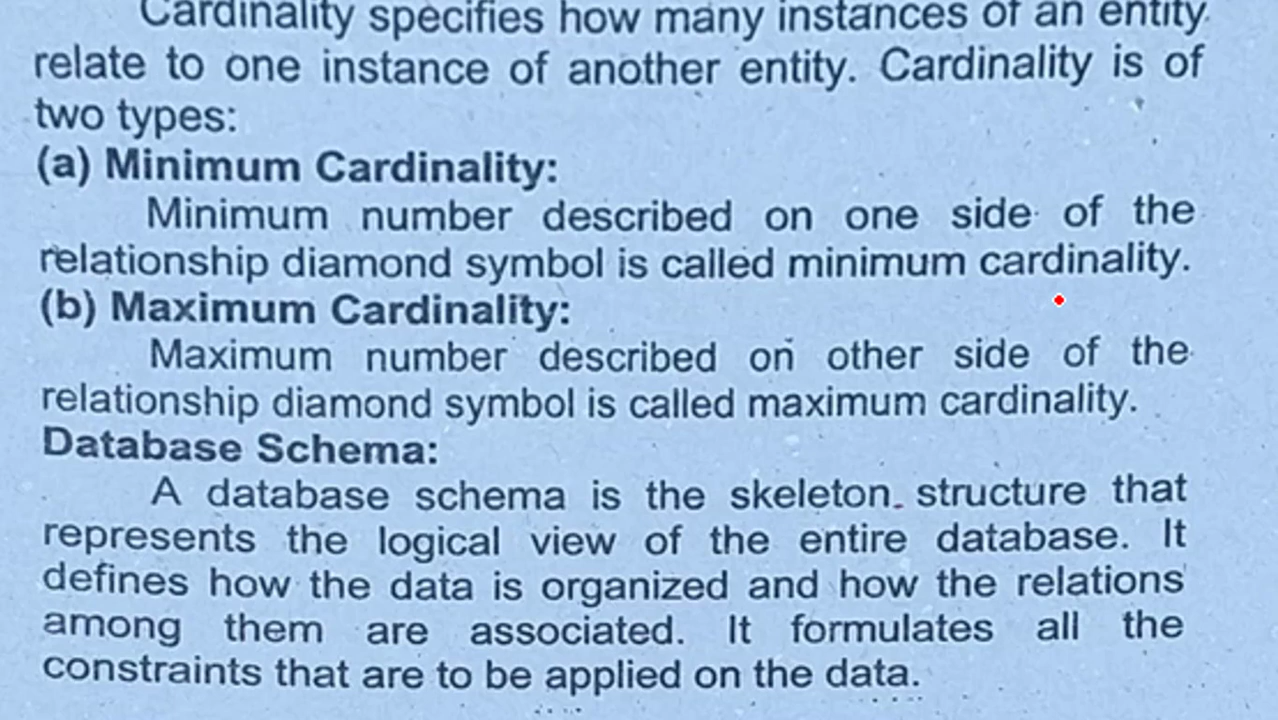 Cardinality specifies how many instances of an entity
relate to one instance of another entity. Cardinality is of
two types:
(a) Minimum Cardinality:
Minimum number described on one side of the
relationship diamond symbol is called minimum cardinality.
(b) Maximum Cardinality:
Maximum number described on other side of the
relationship diamond symbol is called maximum cardinality.
Database Schema:
A database schema is the skeleton structure that
represents the logical view of the entire database. It
defines how the data is organized and how the relations
among them are associated. It formulates all the
constraints that are to be applied on the data.